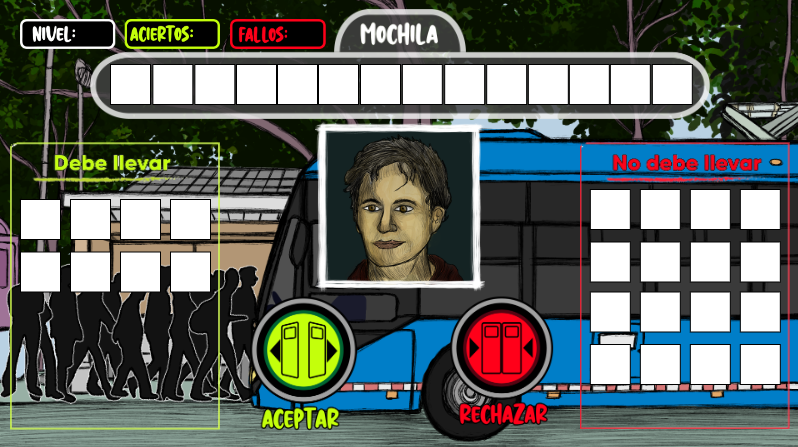 NIVEL:
ACIERTOS:
FALLOS:
MOCHILA
Debe llevar
No debe llevar
ACEPTAR
RECHAZAR